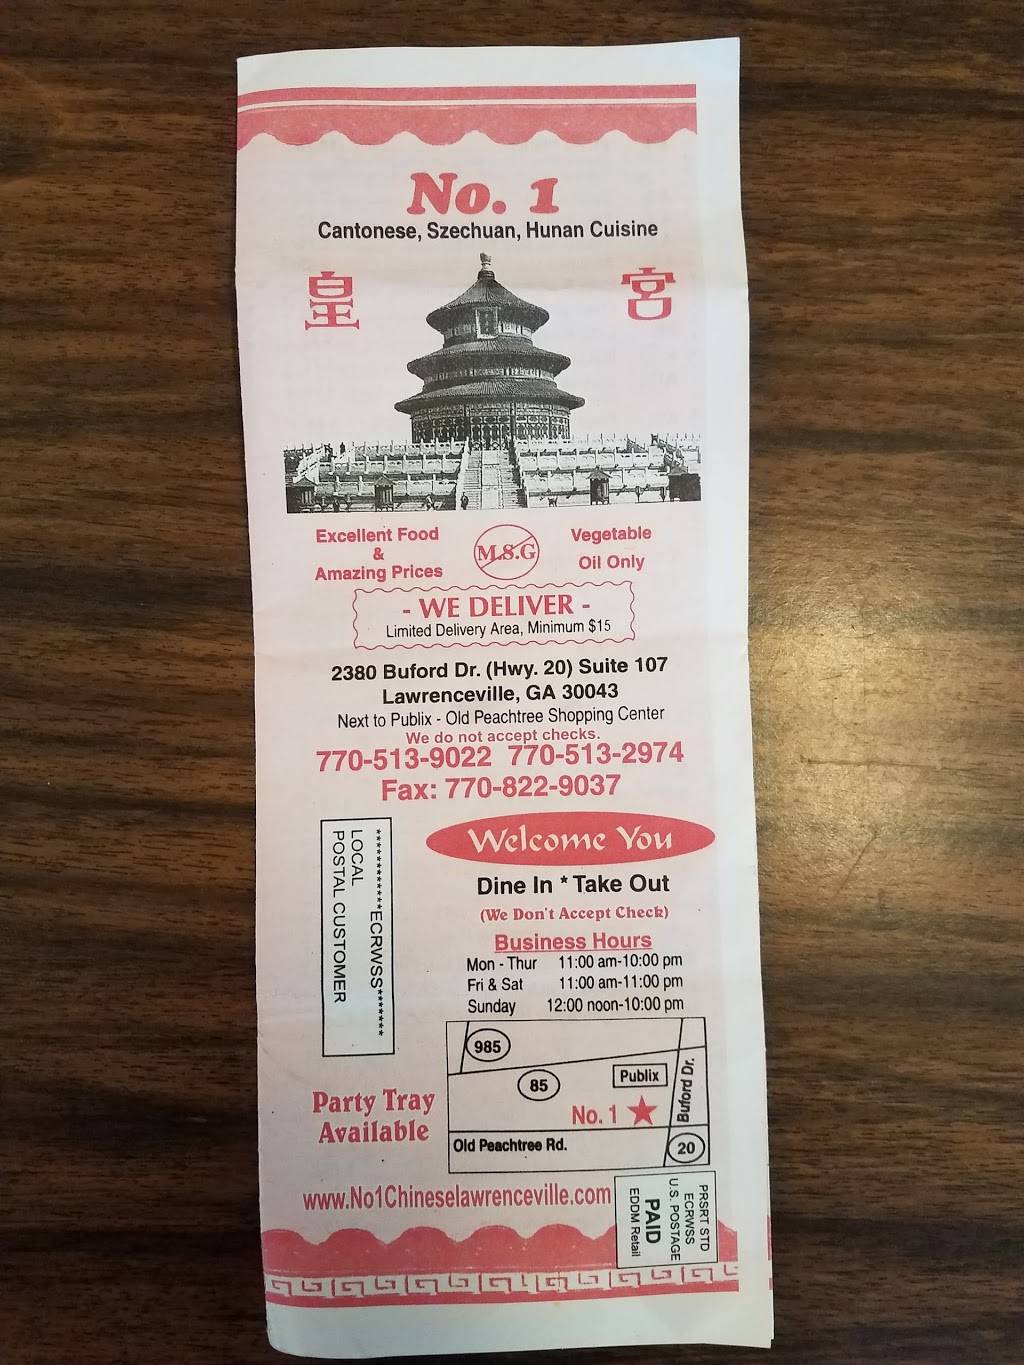 No. 1
Cantonese, Szechuan, Hunan Cuisine
皇 宮
Excellent Food
&
Amazing Prices
M.S.G
Vegetable
Oil Only
- WE DELIVER -
Limited Delivery Area, Minimum $15
2380 Buford Dr. (Hwy. 20) Suite 107
Lawrenceville, GA 30043
Next to Publix - Old Peachtree Shopping Center
We do not accept checks.
770-513-9022 770-513-2974
Fax: 770-822-9037
************ECRWSS*******
LOCAL
POSTAL CUSTOMER
Welcome You
Dine In * Take Out
(We Don't Accept Check)
Business Hours
Mon - Thur 11:00 am-10:00 pm
Fri & Sat 11:00 am-11:00 pm
Sunday 12:00 noon-10:00 pm
985
85
Publix
Buford Dr.
No. 1
Old Peachtree Rd.
20
Party Tray
Available
www.No1Chineselawrenceville.com
PRSRT STD
ECRWSS
U.S. POSTAGE
PAID
EDDM Retail